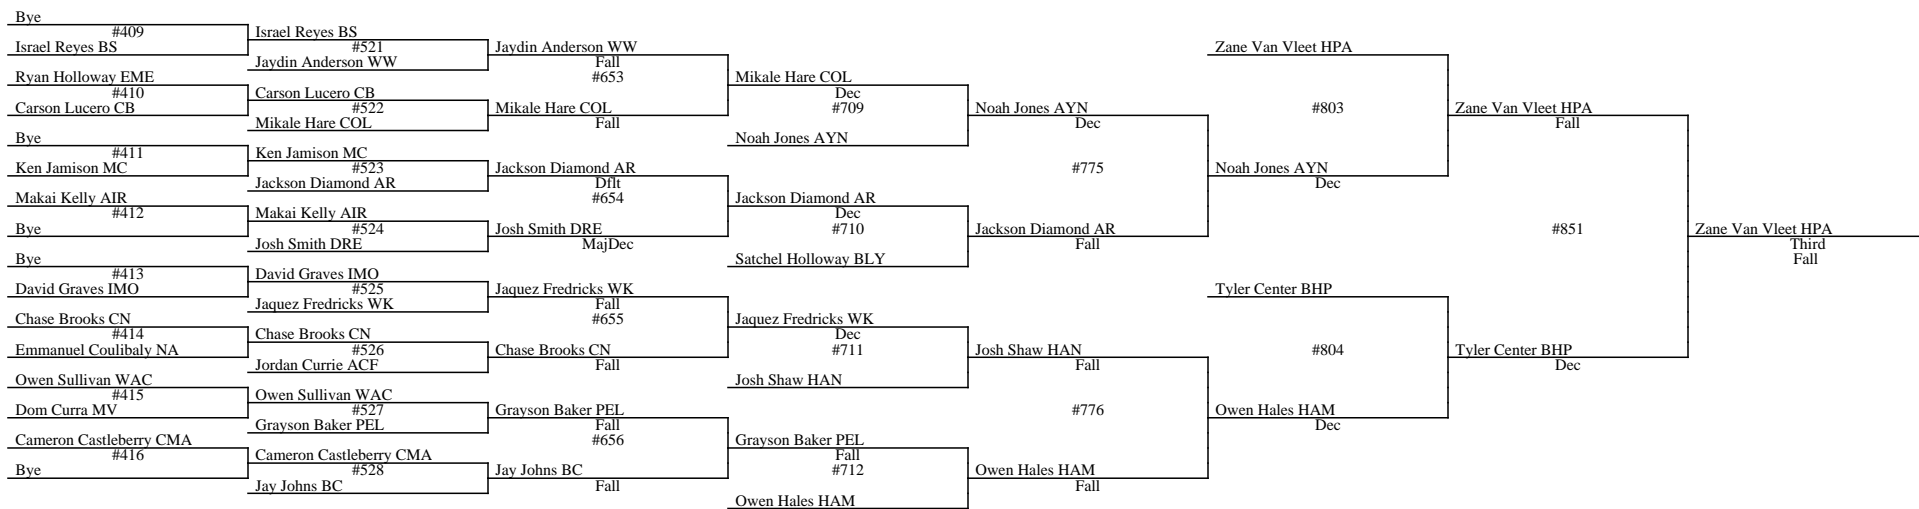 Bye
#409
Israel Reyes BS
Ryan Holloway EME
#410
Carson Lucero CB
Bye
#411
Ken Jamison MC
Makai Kelly AIR
#412
Bye
Bye
#413
David Graves IMO
Chase Brooks CN
#414
Emmanuel Coulibaly NA
Owen Sullivan WAC
#415
Dom Curra MV
Cameron Castleberry CMA
#416
Bye
Israel Reyes BS
#521
Jaydin Anderson WW
Carson Lucero CB
#522
Mikale Hare COL
Ken Jamison MC
#523
Jackson Diamond AR
Makai Kelly AIR
#524
Josh Smith DRE
David Graves IMO
#525
Jaquez Fredricks WK
Chase Brooks CN
#526
Jordan Currie ACF
Owen Sullivan WAC
#527
Grayson Baker PEL
Cameron Castleberry CMA
#528
Jay Johns BC
Jaydin Anderson WW
Fall
#653
Mikale Hare COL
Fall
Jackson Diamond AR
Dflt
#654
Josh Smith DRE
MajDec
Jaquez Fredricks WK
Fall
#655
Chase Brooks CN
Fall
Grayson Baker PEL
Fall
#656
Jay Johns BC
Fall
Mikale Hare COL
Dec
#709
Noah Jones AYN
Jackson Diamond AR
Dec
#710
Satchel Holloway BLY
Jaquez Fredricks WK
Dec
#711
Josh Shaw HAN
Grayson Baker PEL
Fall
#712
Owen Hales HAM
Noah Jones AYN
Dec
#775
Jackson Diamond AR
Fall
Josh Shaw HAN
Fall
#776
Owen Hales HAM
Fall
Zane Van Vleet HPA
#803
Noah Jones AYN
Dec
Tyler Center BHP
#804
Owen Hales HAM
Dec
Zane Van Vleet HPA
Fall
#851
Tyler Center BHP
Dec
Zane Van Vleet HPA
Third
Fall